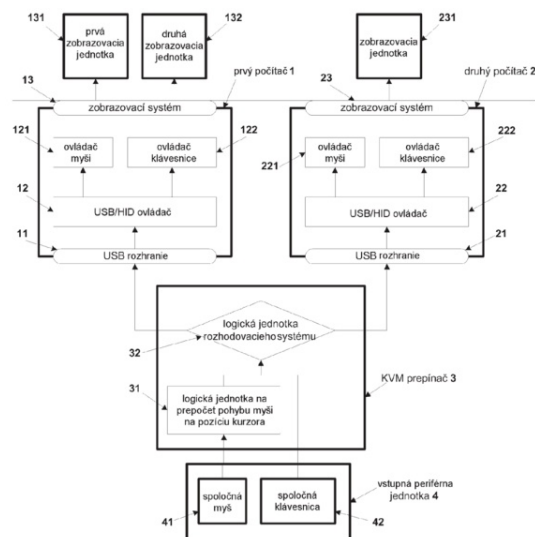 131
132
231
prvá
zobrazovacia
jednotka
druhá
zobrazovacia
jednotka
zobrazovacia
jednotka
13
prvý počítač 1
23
druhý počítač 2
zobrazovací systém
zobrazovací systém
121
ovládač
myši
ovládač
klávesnice
122
221
ovládač
myši
ovládač
klávesnice
222
12
USB/HID ovládač
USB/HID ovládač
22
11
USB rozhranie
USB rozhranie
21
logická jednotka
rozhodovacieho systému
32
31
logická jednotka na
prepočet pohybu myši
na pozíciu kurzora
KVM prepínač 3
spoločná
myš
spoločná
klávesnica
vstupná periférna
jednotka 4
41
42